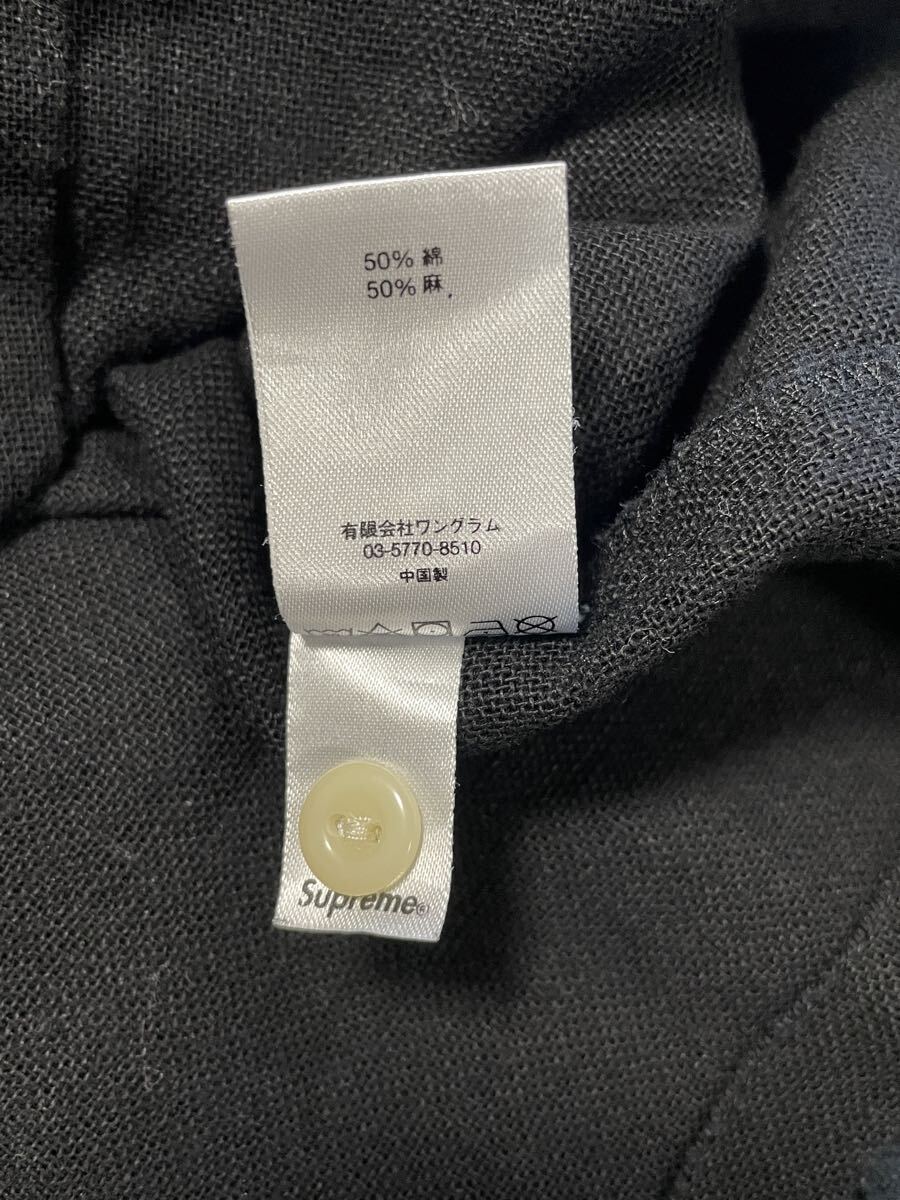 50% 綿
50% 麻.
有限会社ワングラム
03-5770-8510
中国製
Supreme®